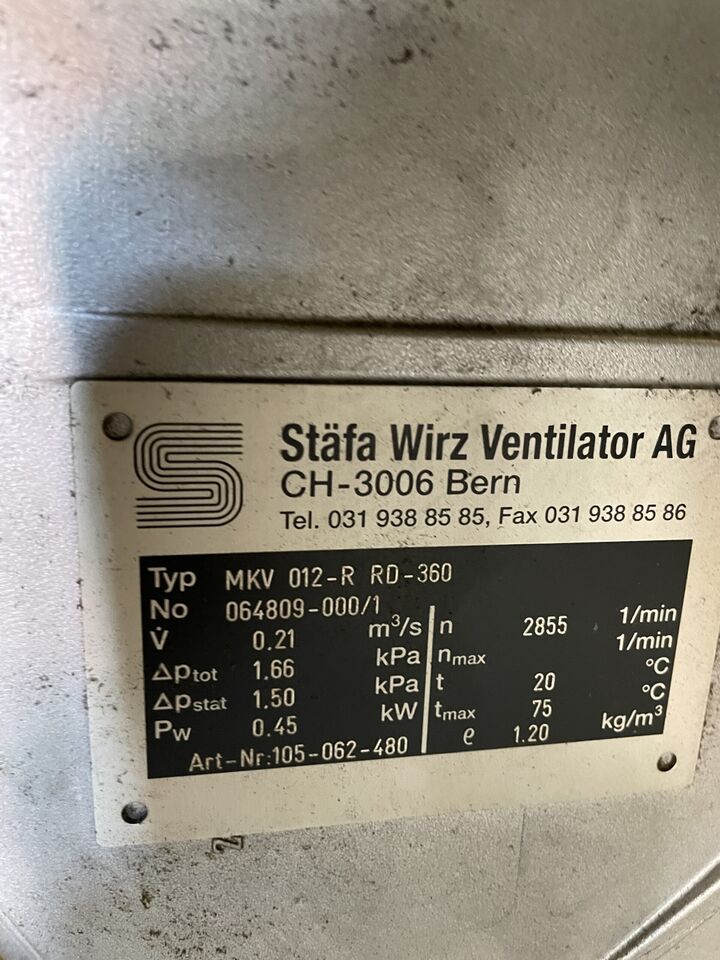 Stäfa Wirz Ventilator AG
CH-3006 Bern
Tel. 031 938 85 85, Fax 031 938 85 86
Typ MKV 012-R RD-360
No 064809-000/1
V̇ 0.21 m³/s n 2855 1/min
Δptot 1.66 kPa nmax 1/min
Δpstat 1.50 kPa t 20 °C
Pw 0.45 kW tmax 75 °C
Art-Nr:105-062-480 ϱ 1.20 kg/m³